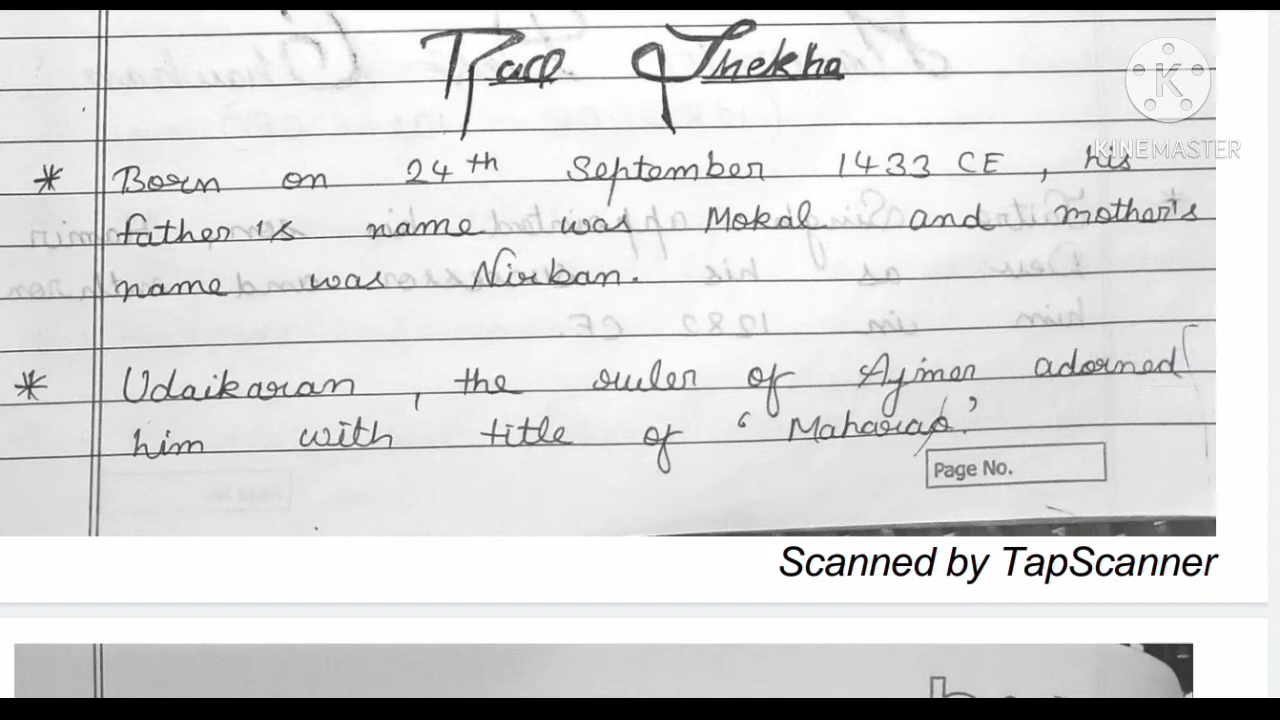 Rao Shekha
KINEMASTER
* Born on 24th September 1433 CE, his
father's name was Mokal and mother's
name was Nirban.
* Udaikaran, the ruler of Ajmer adorned
him with title of 'Maharao'.
Page No.
Scanned by TapScanner